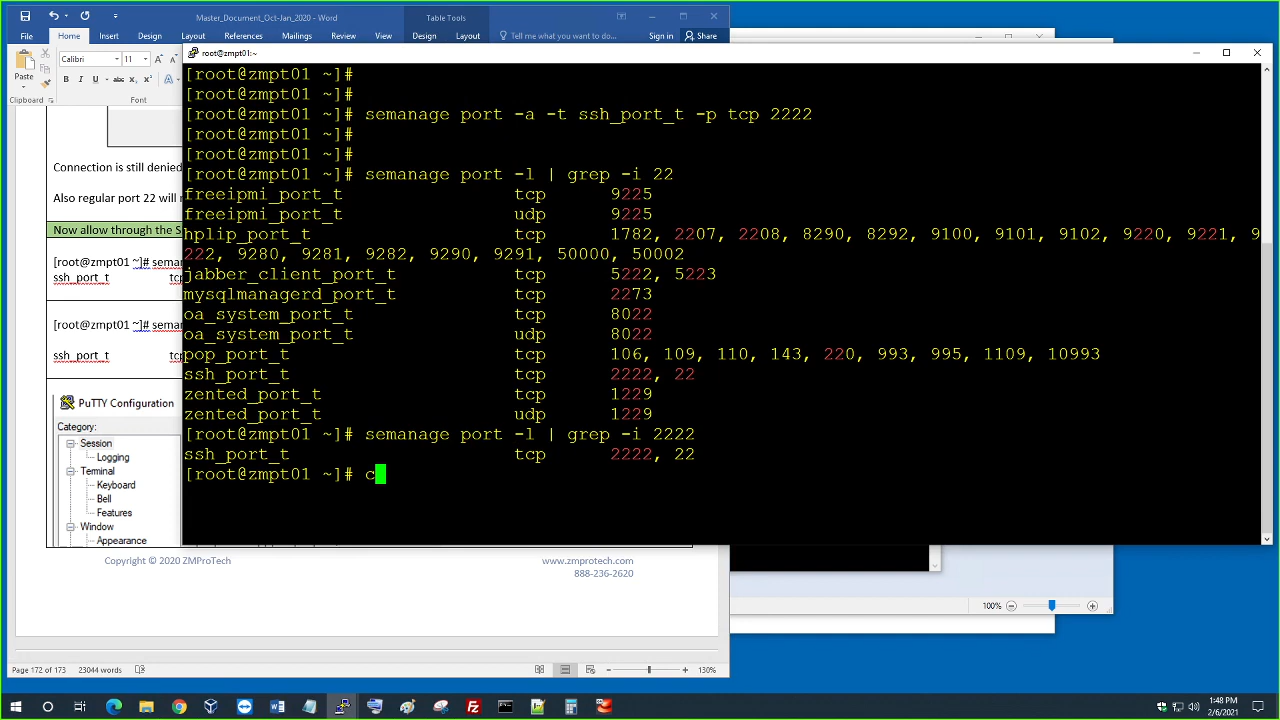 Master_Document_Oct-Jan_2020 - Word
Table Tools
File Home Insert Design Layout References Mailings Review View Design Layout Tell me what you want to do... Sign in Share
Paste
Clipboard
Calibri 11
B I U abc x₂ x² A
Font
root@zmpt01:~
[root@zmpt01 ~]#
[root@zmpt01 ~]#
[root@zmpt01 ~]# semanage port -a -t ssh_port_t -p tcp 2222
[root@zmpt01 ~]#
[root@zmpt01 ~]#
[root@zmpt01 ~]# semanage port -l | grep -i 22
freeipmi_port_t tcp 9225
freeipmi_port_t udp 9225
hplip_port_t tcp 1782, 2207, 2208, 8290, 8292, 9100, 9101, 9102, 9220, 9221, 9
222, 9280, 9281, 9282, 9290, 9291, 50000, 50002
jabber_client_port_t tcp 5222, 5223
mysqlmanagerd_port_t tcp 2273
oa_system_port_t tcp 8022
oa_system_port_t udp 8022
pop_port_t tcp 106, 109, 110, 143, 220, 993, 995, 1109, 10993
ssh_port_t tcp 2222, 22
zented_port_t tcp 1229
zented_port_t udp 1229
[root@zmpt01 ~]# semanage port -l | grep -i 2222
ssh_port_t tcp 2222, 22
[root@zmpt01 ~]# c
Connection is still denied
Also regular port 22 will
Now allow through the S
[root@zmpt01 ~]# seman
ssh_port_t tcp
[root@zmpt01 ~]# seman
ssh_port_t tcp
PuTTY Configuration
Category:
Session
Logging
Terminal
Keyboard
Bell
Features
Window
Appearance
Copyright © 2020 ZMProTech
www.zmprotech.com
888-236-2620
100%
Page 172 of 173 23044 words
130%
1:48 PM
2/6/2021